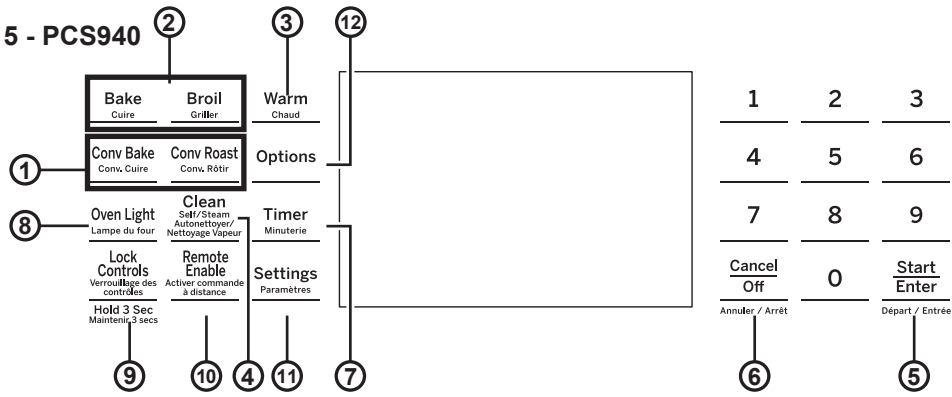 ② ③ ⑫
5 - PCS940
Bake Broil Warm
Cuire Griller Chaud
1 2 3
Conv Bake Conv Roast Options
Conv. Cuire Conv. Rôtir
①
4 5 6
Oven Light Clean Timer
Lampe du four Self/Steam Minuterie
Autonettoyer/
Nettoyage Vapeur
⑧
7 8 9
Lock Remote Settings
Controls Enable Paramètres
Verrouillage des Activer commande
contrôles à distance
Hold 3 Sec
Maintenir 3 secs
Cancel 0 Start
Off Enter
Annuler / Arrêt Départ / Entrée
⑨ ⑩ ④ ⑪ ⑦ ⑥ ⑤